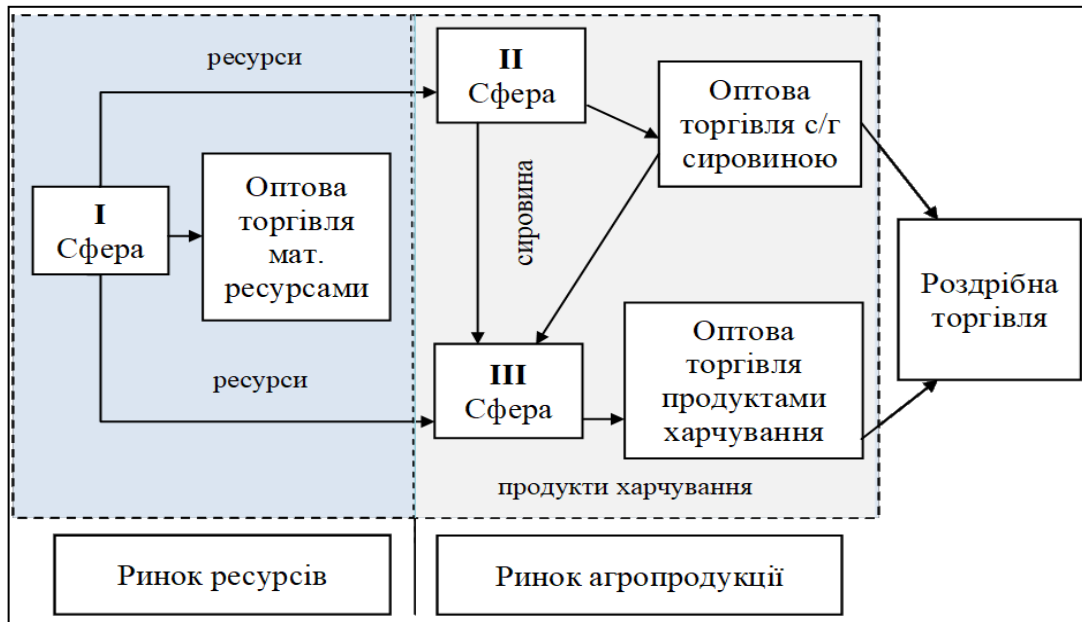 ресурси
II
Сфера
Оптова
торгівля с/г
сировиною
I
Сфера
Оптова
торгівля
мат.
ресурсами
сировина
Роздрібна
торгівля
ресурси
III
Сфера
Оптова
торгівля
продуктами
харчування
продукти харчування
Ринок ресурсів
Ринок агропродукції